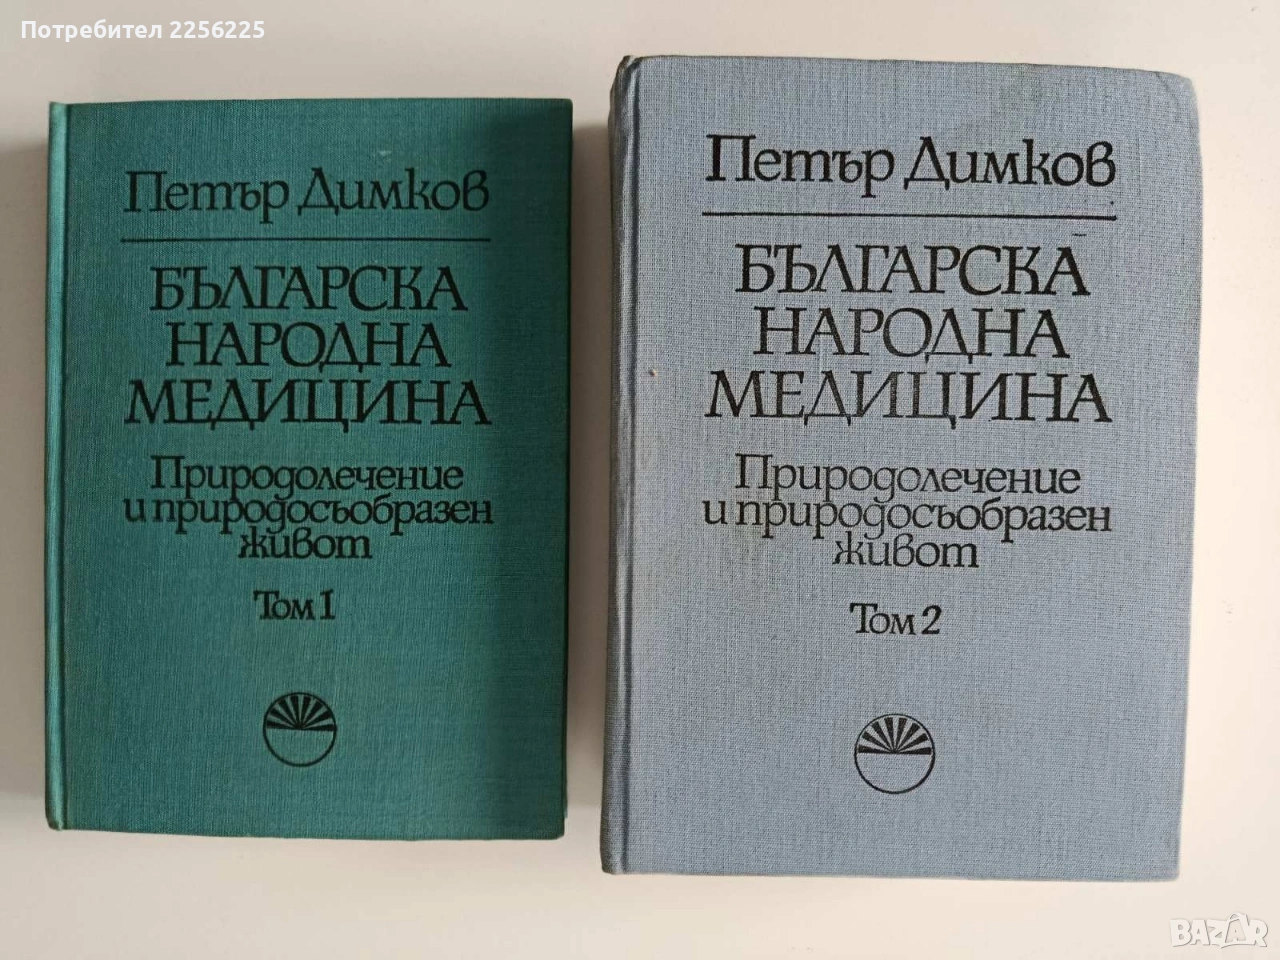 Потребител 2256225
Петър Димков
БЪЛГАРСКА
НАРОДНА
МЕДИЦИНА
Природолечение
и природосъобразен
живот
Том 1
Петър Димков
БЪЛГАРСКА
НАРОДНА
МЕДИЦИНА
Природолечение
и природосъобразен
живот
Том 2
BAZAR